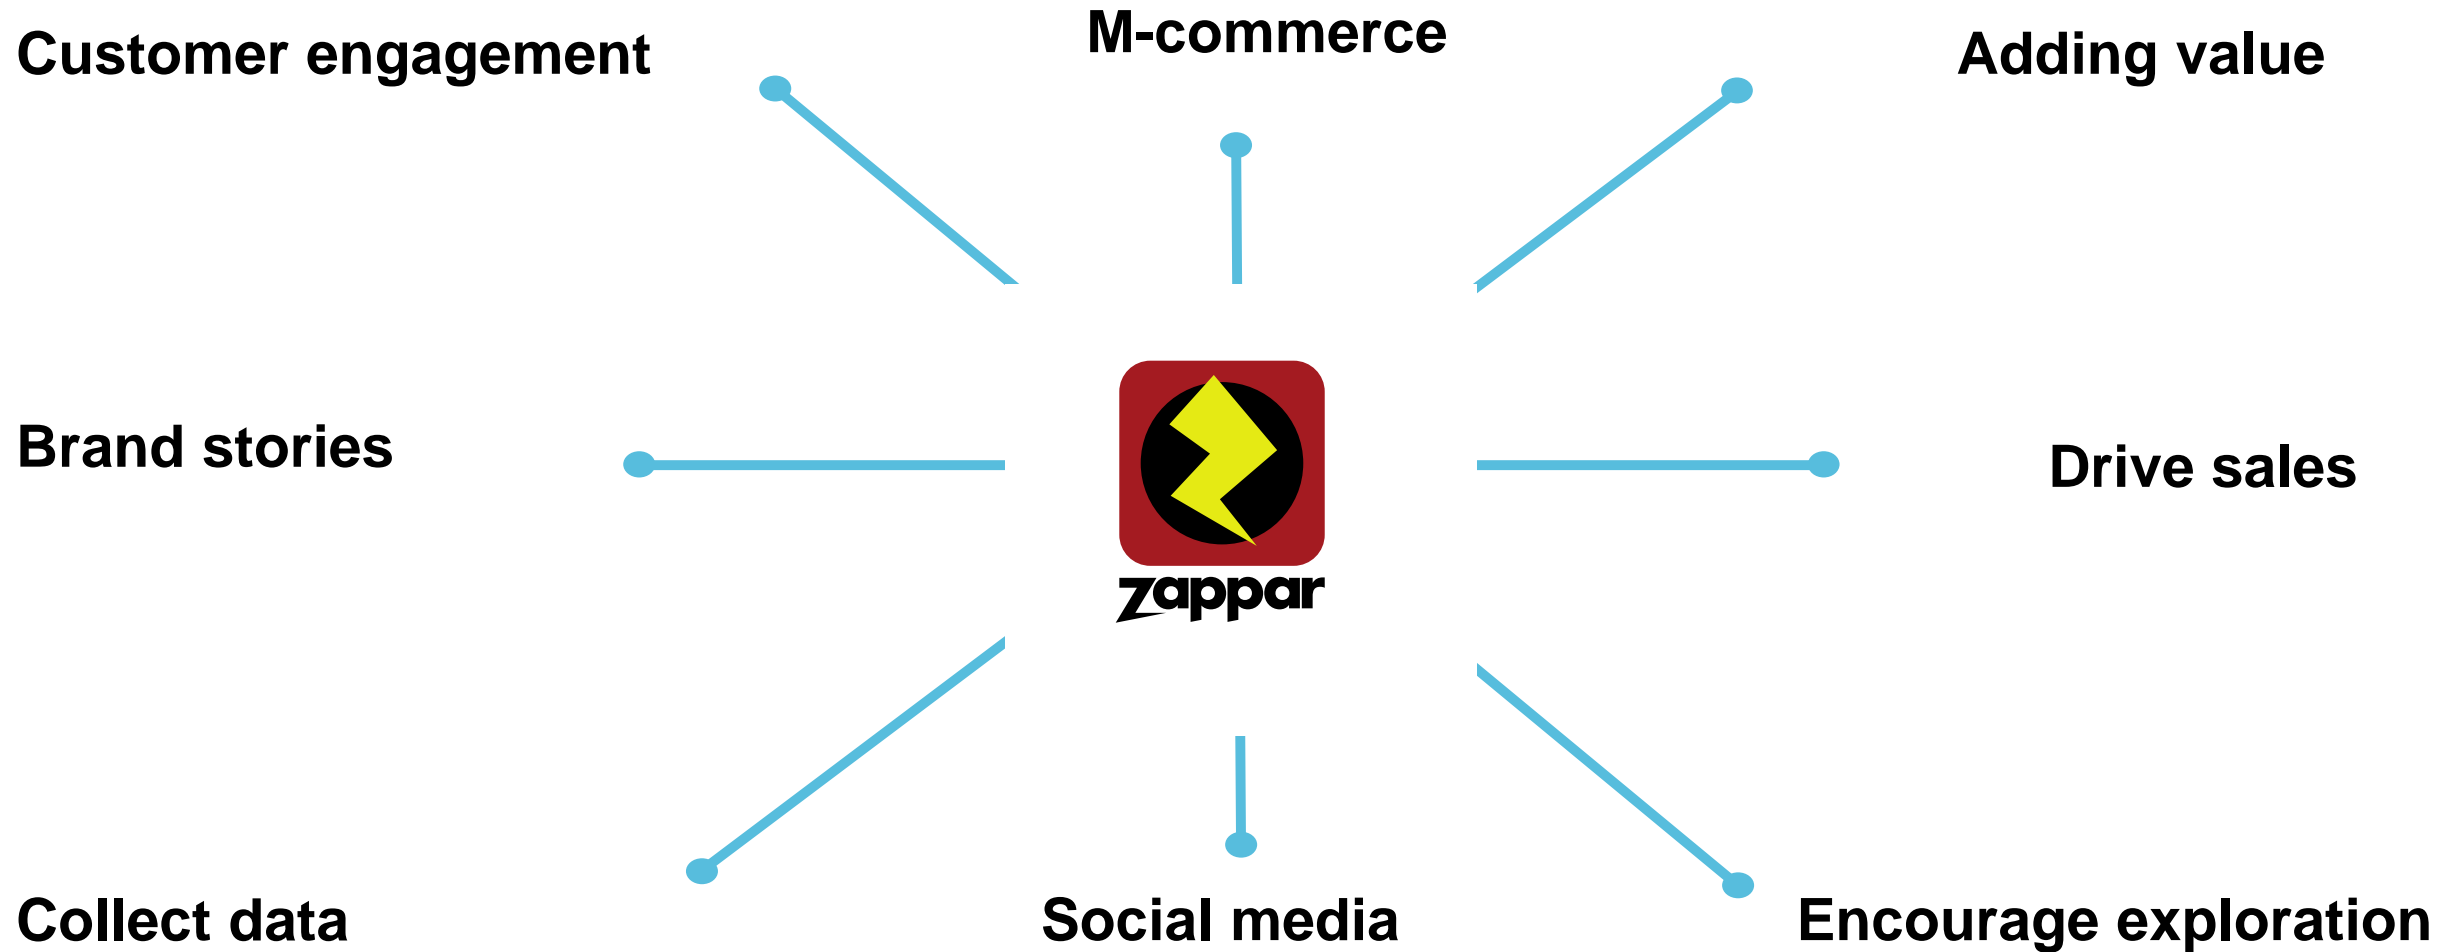 Customer engagement
M-commerce
Adding value
Brand stories
zappar
Drive sales
Collect data
Social media
Encourage exploration